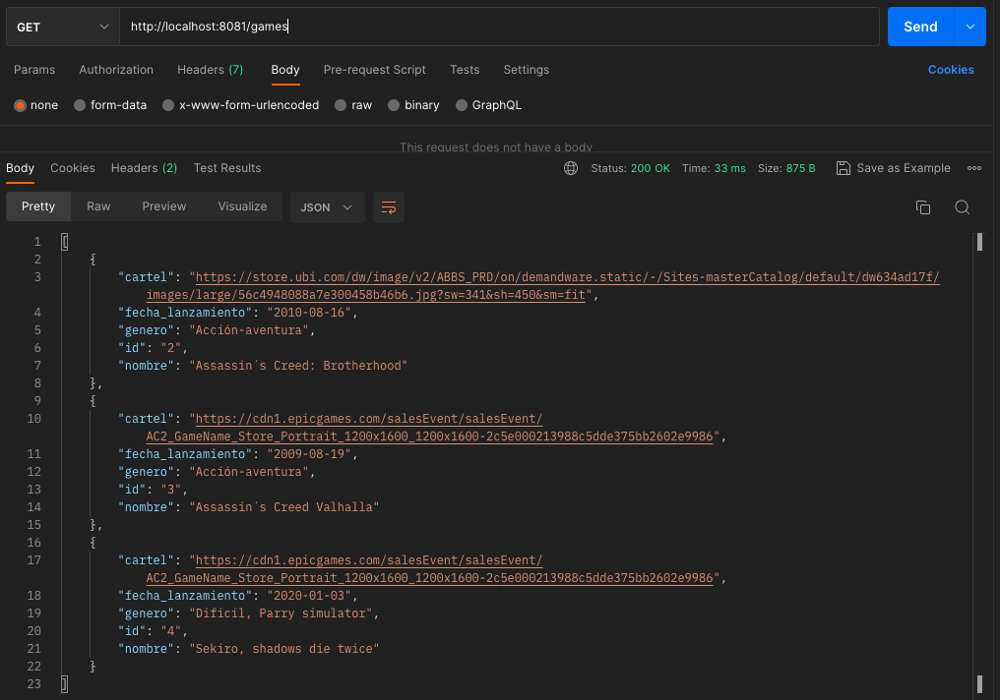 GET http://localhost:8081/games Send
Params Authorization Headers (7) Body Pre-request Script Tests Settings Cookies
none form-data x-www-form-urlencoded raw binary GraphQL
This request does not have a body
Body Cookies Headers (2) Test Results Status: 200 OK Time: 33 ms Size: 875 B Save as Example
Pretty Raw Preview Visualize JSON
1 [
2 {
3 "cartel": "https://store.ubi.com/dw/image/v2/ABBS_PRD/on/demandware.static/-/Sites-masterCatalog/default/dw634ad17f/
images/large/56c4948088a7e300458b46b6.jpg?sw=341&sh=450&sm=fit",
4 "fecha_lanzamiento": "2010-08-16",
5 "genero": "Acción-aventura",
6 "id": "2",
7 "nombre": "Assassin´s Creed: Brotherhood"
8 },
9 {
10 "cartel": "https://cdn1.epicgames.com/salesEvent/salesEvent/
AC2_GameName_Store_Portrait_1200x1600_1200x1600-2c5e000213988c5dde375bb2602e9986",
11 "fecha_lanzamiento": "2009-08-19",
12 "genero": "Acción-aventura",
13 "id": "3",
14 "nombre": "Assassin´s Creed Valhalla"
15 },
16 {
17 "cartel": "https://cdn1.epicgames.com/salesEvent/salesEvent/
AC2_GameName_Store_Portrait_1200x1600_1200x1600-2c5e000213988c5dde375bb2602e9986",
18 "fecha_lanzamiento": "2020-01-03",
19 "genero": "Dificil, Parry simulator",
20 "id": "4",
21 "nombre": "Sekiro, shadows die twice"
22 }
23 ]